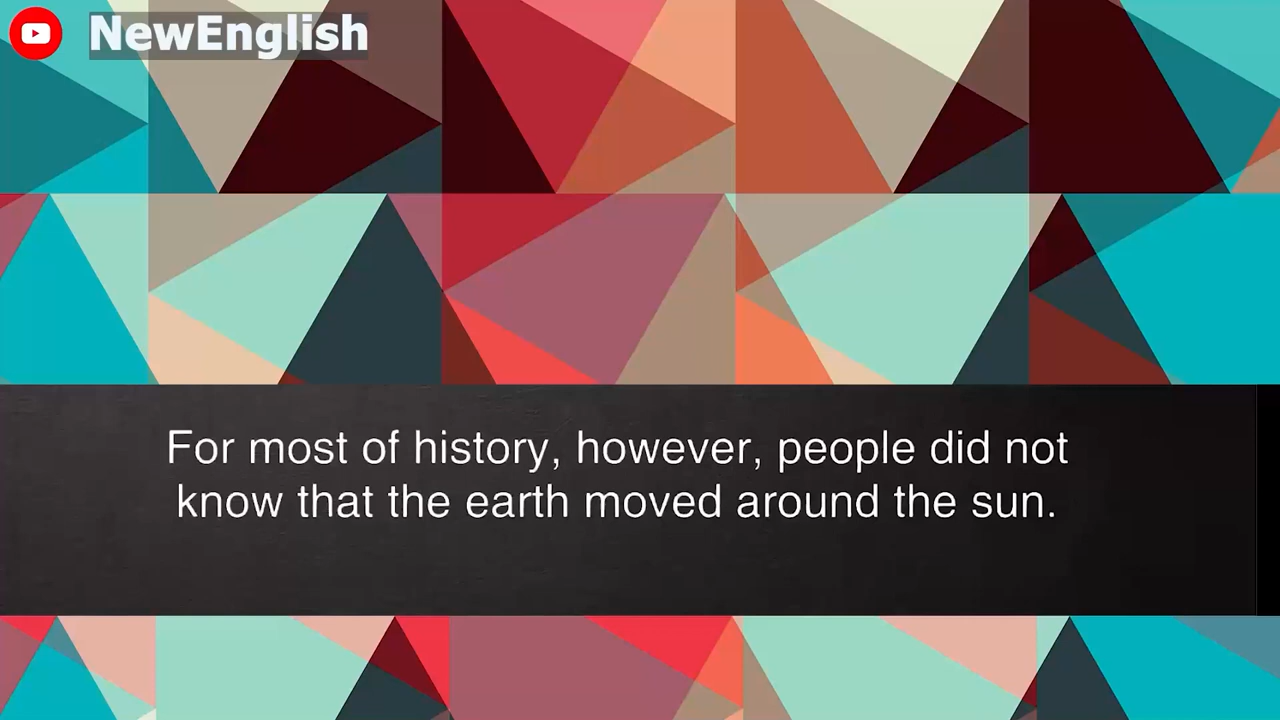 NewEnglish
For most of history, however, people did not
know that the earth moved around the sun.